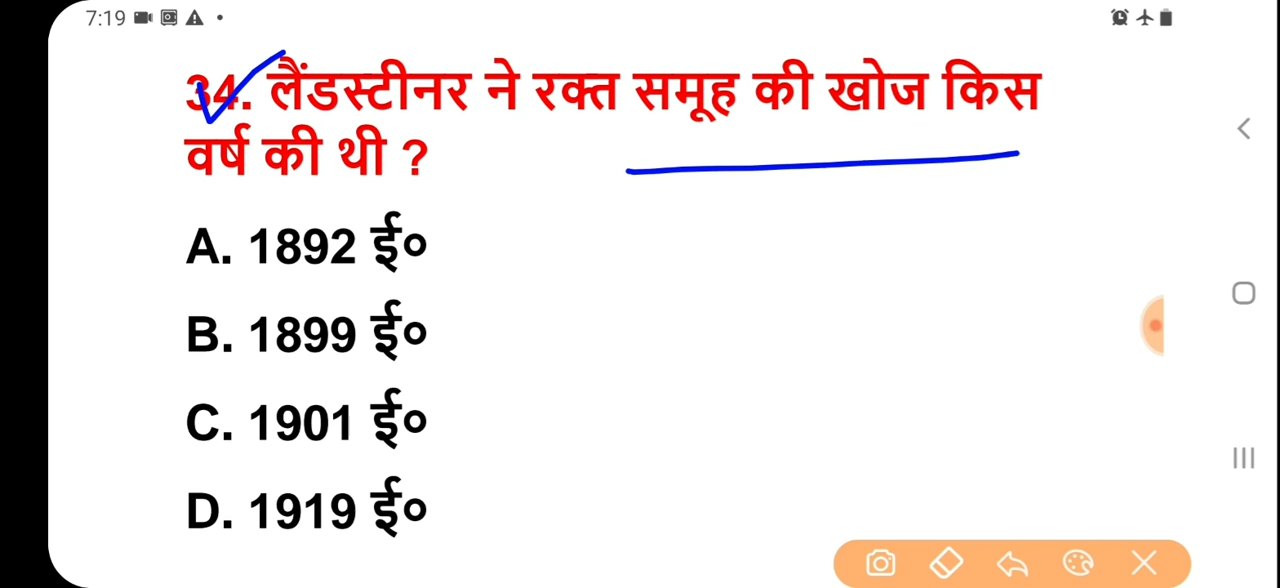 7:19
34. लैंडस्टीनर ने रक्त समूह की खोज किस
वर्ष की थी ?
A. 1892 ई०
B. 1899 ई०
C. 1901 ई०
D. 1919 ई०